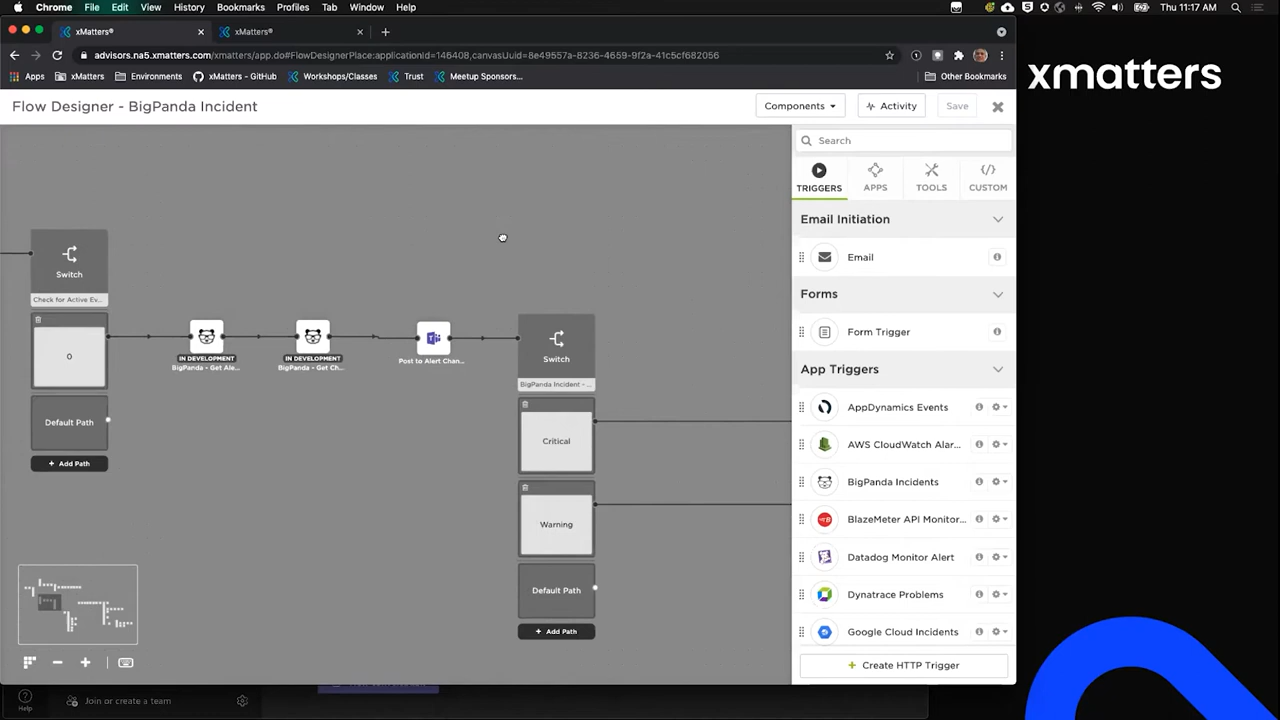 Chrome File Edit View History Bookmarks Profiles Tab Window Help
Thu 11:17 AM
xMatters®
xMatters®
advisors.na5.xmatters.com/xmatters/app.do#FlowDesignerPlace:applicationId=146408,canvasUuid=8e49557a-8236-4659-9f2a-41c5cf682056
Apps xMatters Environments xMatters - GitHub Workshops/Classes Trust Meetup Sponsors... Other Bookmarks
xmatters
Flow Designer - BigPanda Incident
Components
Activity
Save
Search
TRIGGERS APPS TOOLS CUSTOM
Email Initiation
Email
Forms
Form Trigger
App Triggers
AppDynamics Events
AWS CloudWatch Alar...
BigPanda Incidents
BlazeMeter API Monitor...
Datadog Monitor Alert
Dynatrace Problems
Google Cloud Incidents
+ Create HTTP Trigger
Switch
Check for Active Ev...
0
Default Path
+ Add Path
IN DEVELOPMENT
BigPanda - Get Ale...
IN DEVELOPMENT
BigPanda - Get Ch...
Post to Alert Chan...
Switch
BigPanda Incident - ...
Critical
Warning
Default Path
+ Add Path
Help
Join or create a team